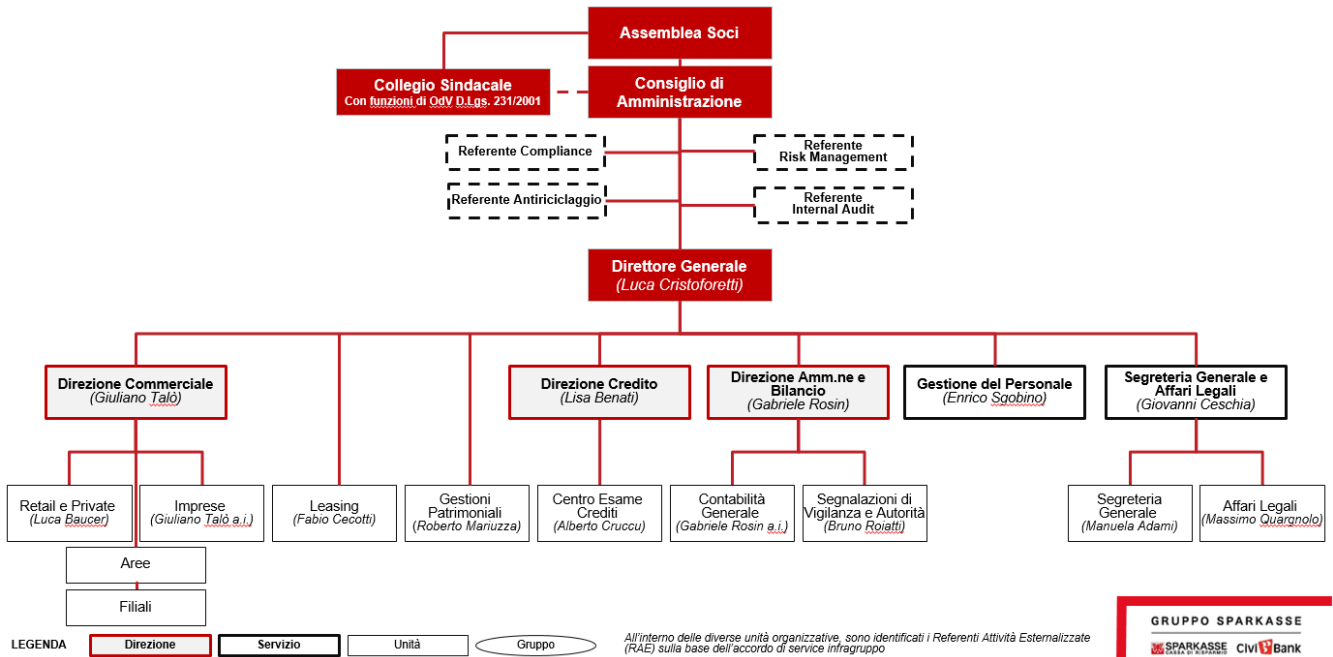 Assemblea Soci
Collegio Sindacale
Con funzioni di OdV D.Lgs. 231/2001
Consiglio di
Amministrazione
Referente Compliance
Referente
Risk Management
Referente Antiriciclaggio
Referente
Internal Audit
Direttore Generale
(Luca Cristoforetti)
Direzione Commerciale
(Giuliano Talò)
Direzione Credito
(Lisa Benati)
Direzione Amm.ne e
Bilancio
(Gabriele Rosin)
Gestione del Personale
(Enrico Sgobino)
Segreteria Generale e
Affari Legali
(Giovanni Ceschia)
Retail e Private
(Luca Baucer)
Imprese
(Giuliano Talò a.i.)
Leasing
(Fabio Cecotti)
Gestioni
Patrimoniali
(Roberto Mariuzza)
Centro Esame
Crediti
(Alberto Cruccu)
Contabilità
Generale
(Gabriele Rosin a.i.)
Segnalazioni di
Vigilanza e Autorità
(Bruno Roiatti)
Segreteria
Generale
(Manuela Adami)
Affari Legali
(Massimo Quargnolo)
Aree
Filiali
LEGENDA
Direzione
Servizio
Unità
Gruppo
All'interno delle diverse unità organizzative, sono identificati i Referenti Attività Esternalizzate
(RAE) sulla base dell'accordo di service infragruppo
GRUPPO SPARKASSE
SPARKASSE
CASSA DI RISPARMIO
CiviBank